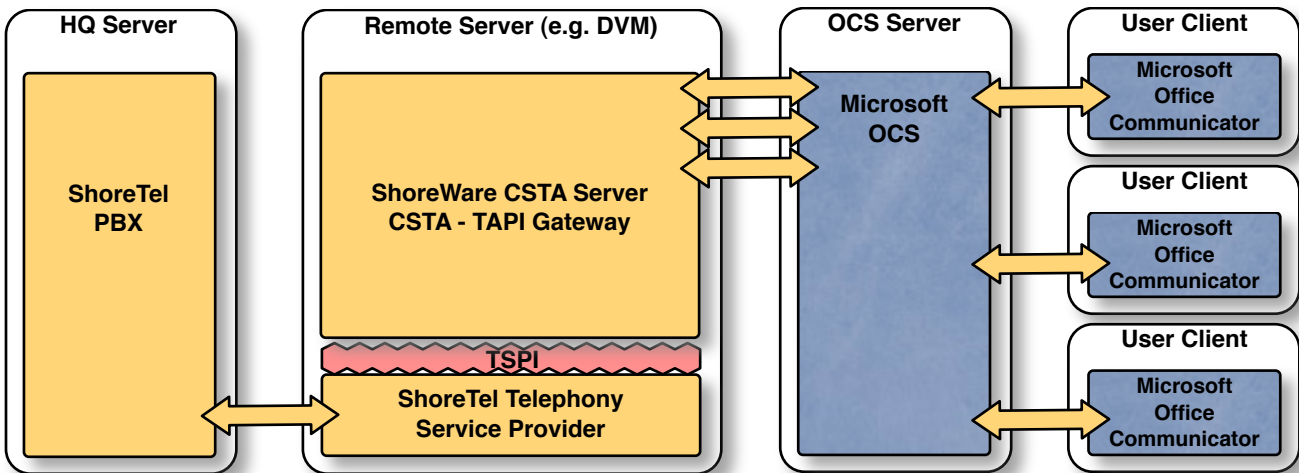 HQ Server
ShoreTel
PBX
Remote Server (e.g. DVM)
ShoreWare CSTA Server
CSTA - TAPI Gateway
TSPI
ShoreTel Telephony
Service Provider
OCS Server
Microsoft
OCS
User Client
Microsoft
Office
Communicator
User Client
Microsoft
Office
Communicator
User Client
Microsoft
Office
Communicator